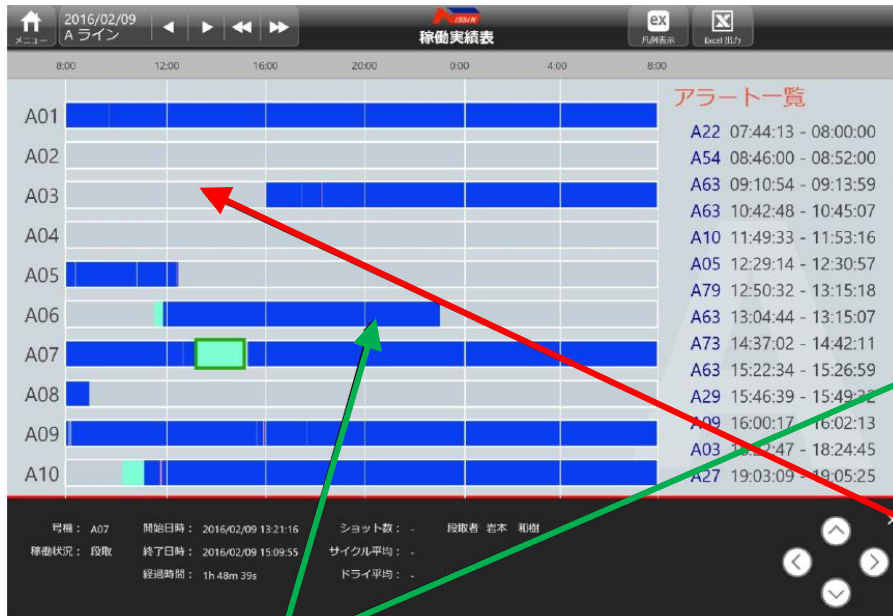 2016/02/09
メニュー A ライン
NISSIN
稼働実績表
ex
凡例表示
X
Excel 出力
8:00 12:00 16:00 20:00 0:00 4:00 8:00
アラート一覧
A01
A02
A03
A04
A05
A06
A07
A08
A09
A10
A22 07:44:13 - 08:00:00
A54 08:46:00 - 08:52:00
A63 09:10:54 - 09:13:59
A63 10:42:48 - 10:45:07
A10 11:49:33 - 11:53:16
A05 12:29:14 - 12:30:57
A79 12:50:32 - 13:15:18
A63 13:04:44 - 13:15:07
A73 14:37:02 - 14:42:11
A63 15:22:34 - 15:26:59
A29 15:46:39 - 15:49:32
A09 16:00:17 - 16:02:13
A03 - 18:24:45
A27 19:03:09 - 19:05:25
号機： A07 開始日時： 2016/02/09 13:21:16 ショット数： - 段取者 岩本 和樹
稼働状況： 段取 終了日時： 2016/02/09 15:09:55 サイクル平均： -
経過時間： 1h 48m 39s ドライ平均： -